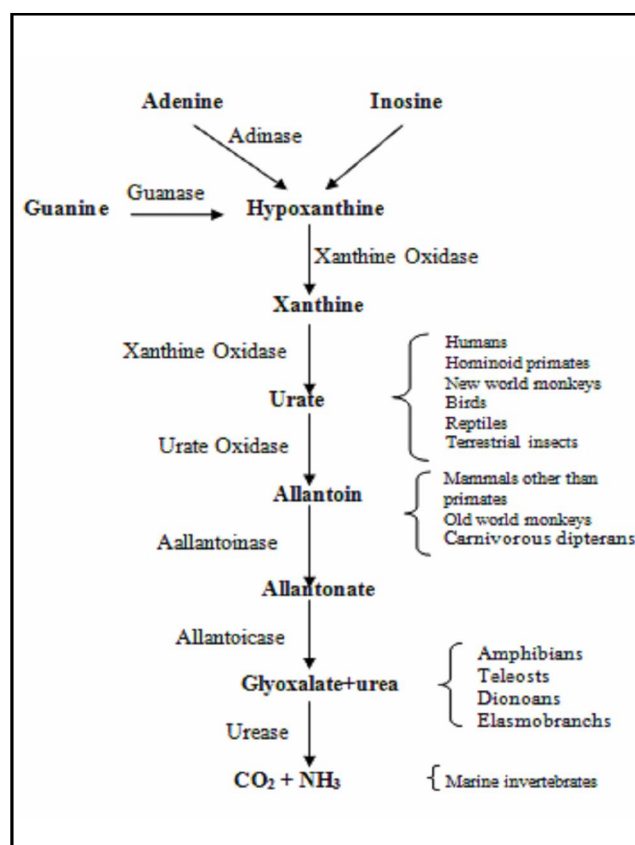 Adenine
Inosine
Adinase
Guanase
Guanine
Hypoxanthine
Xanthine Oxidase
Xanthine
Xanthine Oxidase
Humans
Hominoid primates
New world monkeys
Birds
Reptiles
Terrestrial insects
Urate
Urate Oxidase
Allantoin
Mammals other than
primates
Old world monkeys
Carnivorous dipterans
Aallantoinase
Allantonate
Allantoicase
Glyoxalate+urea
Amphibians
Teleosts
Dionoans
Elasmobranchs
Urease
CO₂ + NH₃
Marine invertebrates